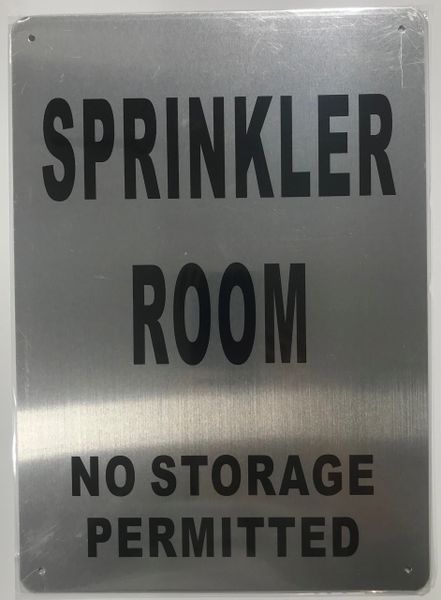 SPRINKLER
ROOM
NO STORAGE
PERMITTED